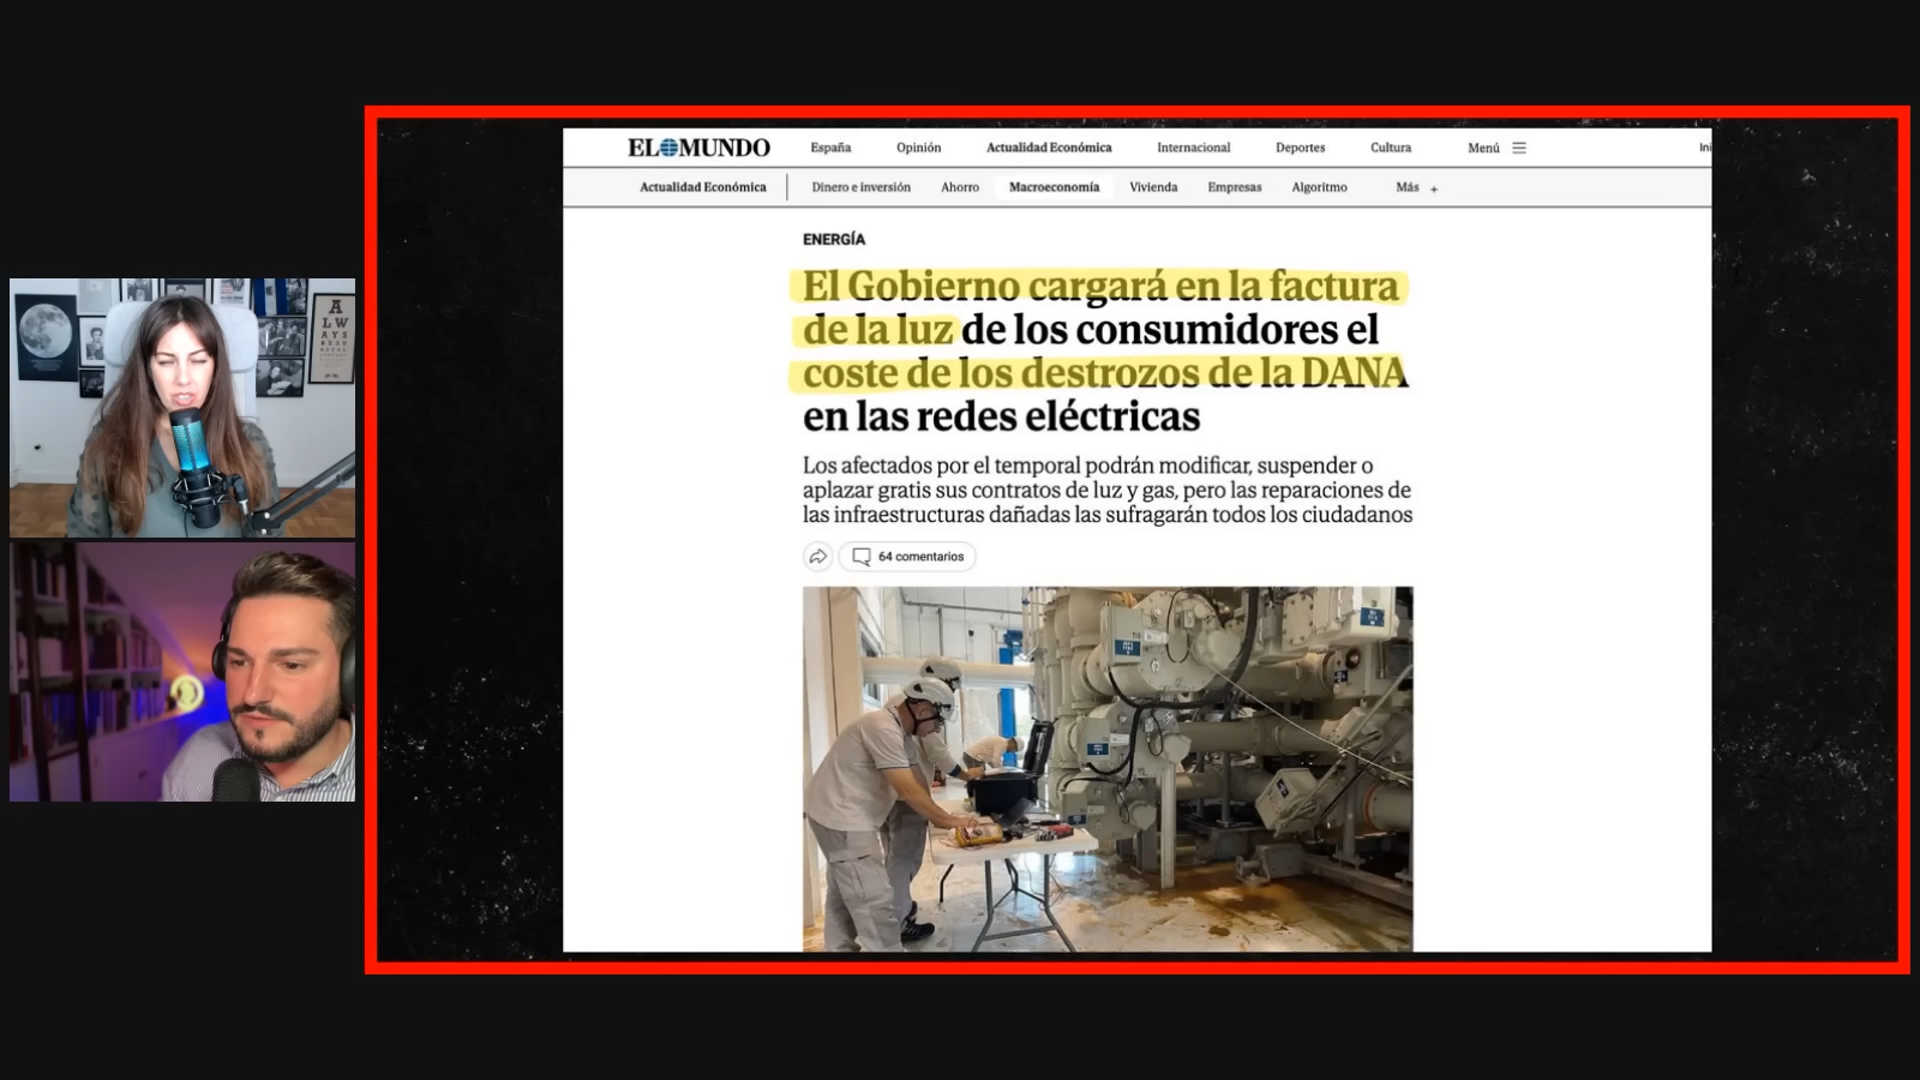 EL MUNDO
España
Opinión
Actualidad Económica
Internacional
Deportes
Cultura
Menú
Ini
Actualidad Económica
Dinero e inversión
Ahorro
Macroeconomía
Vivienda
Empresas
Algoritmo
Más +
ENERGÍA
El Gobierno cargará en la factura
de la luz de los consumidores el
coste de los destrozos de la DANA
en las redes eléctricas
Los afectados por el temporal podrán modificar, suspender o
aplazar gratis sus contratos de luz y gas, pero las reparaciones de
las infraestructuras dañadas las sufragarán todos los ciudadanos
64 comentarios
A
L W
A Y S